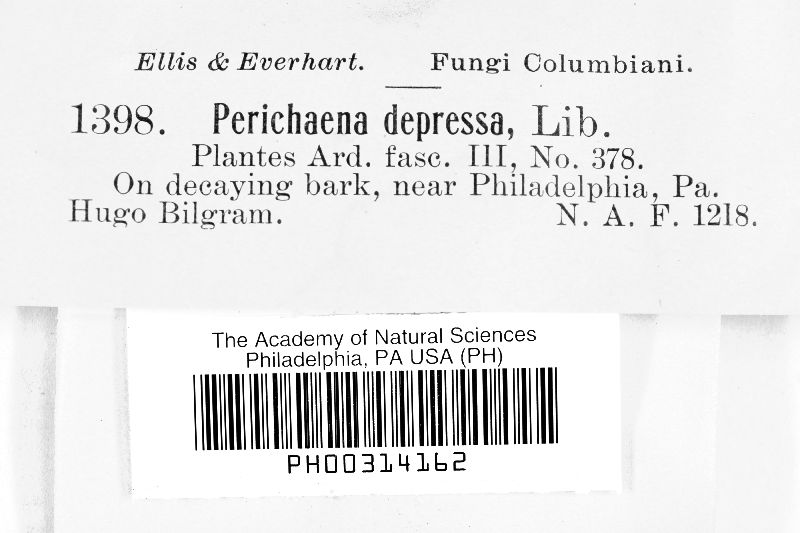 Ellis & Everhart. Fungi Columbiani.
1398. Perichaena depressa, Lib.
Plantes Ard. fasc. III, No. 378.
On decaying bark, near Philadelphia, Pa.
Hugo Bilgram. N. A. F. 1218.
The Academy of Natural Sciences
Philadelphia, PA USA (PH)
PH00314162